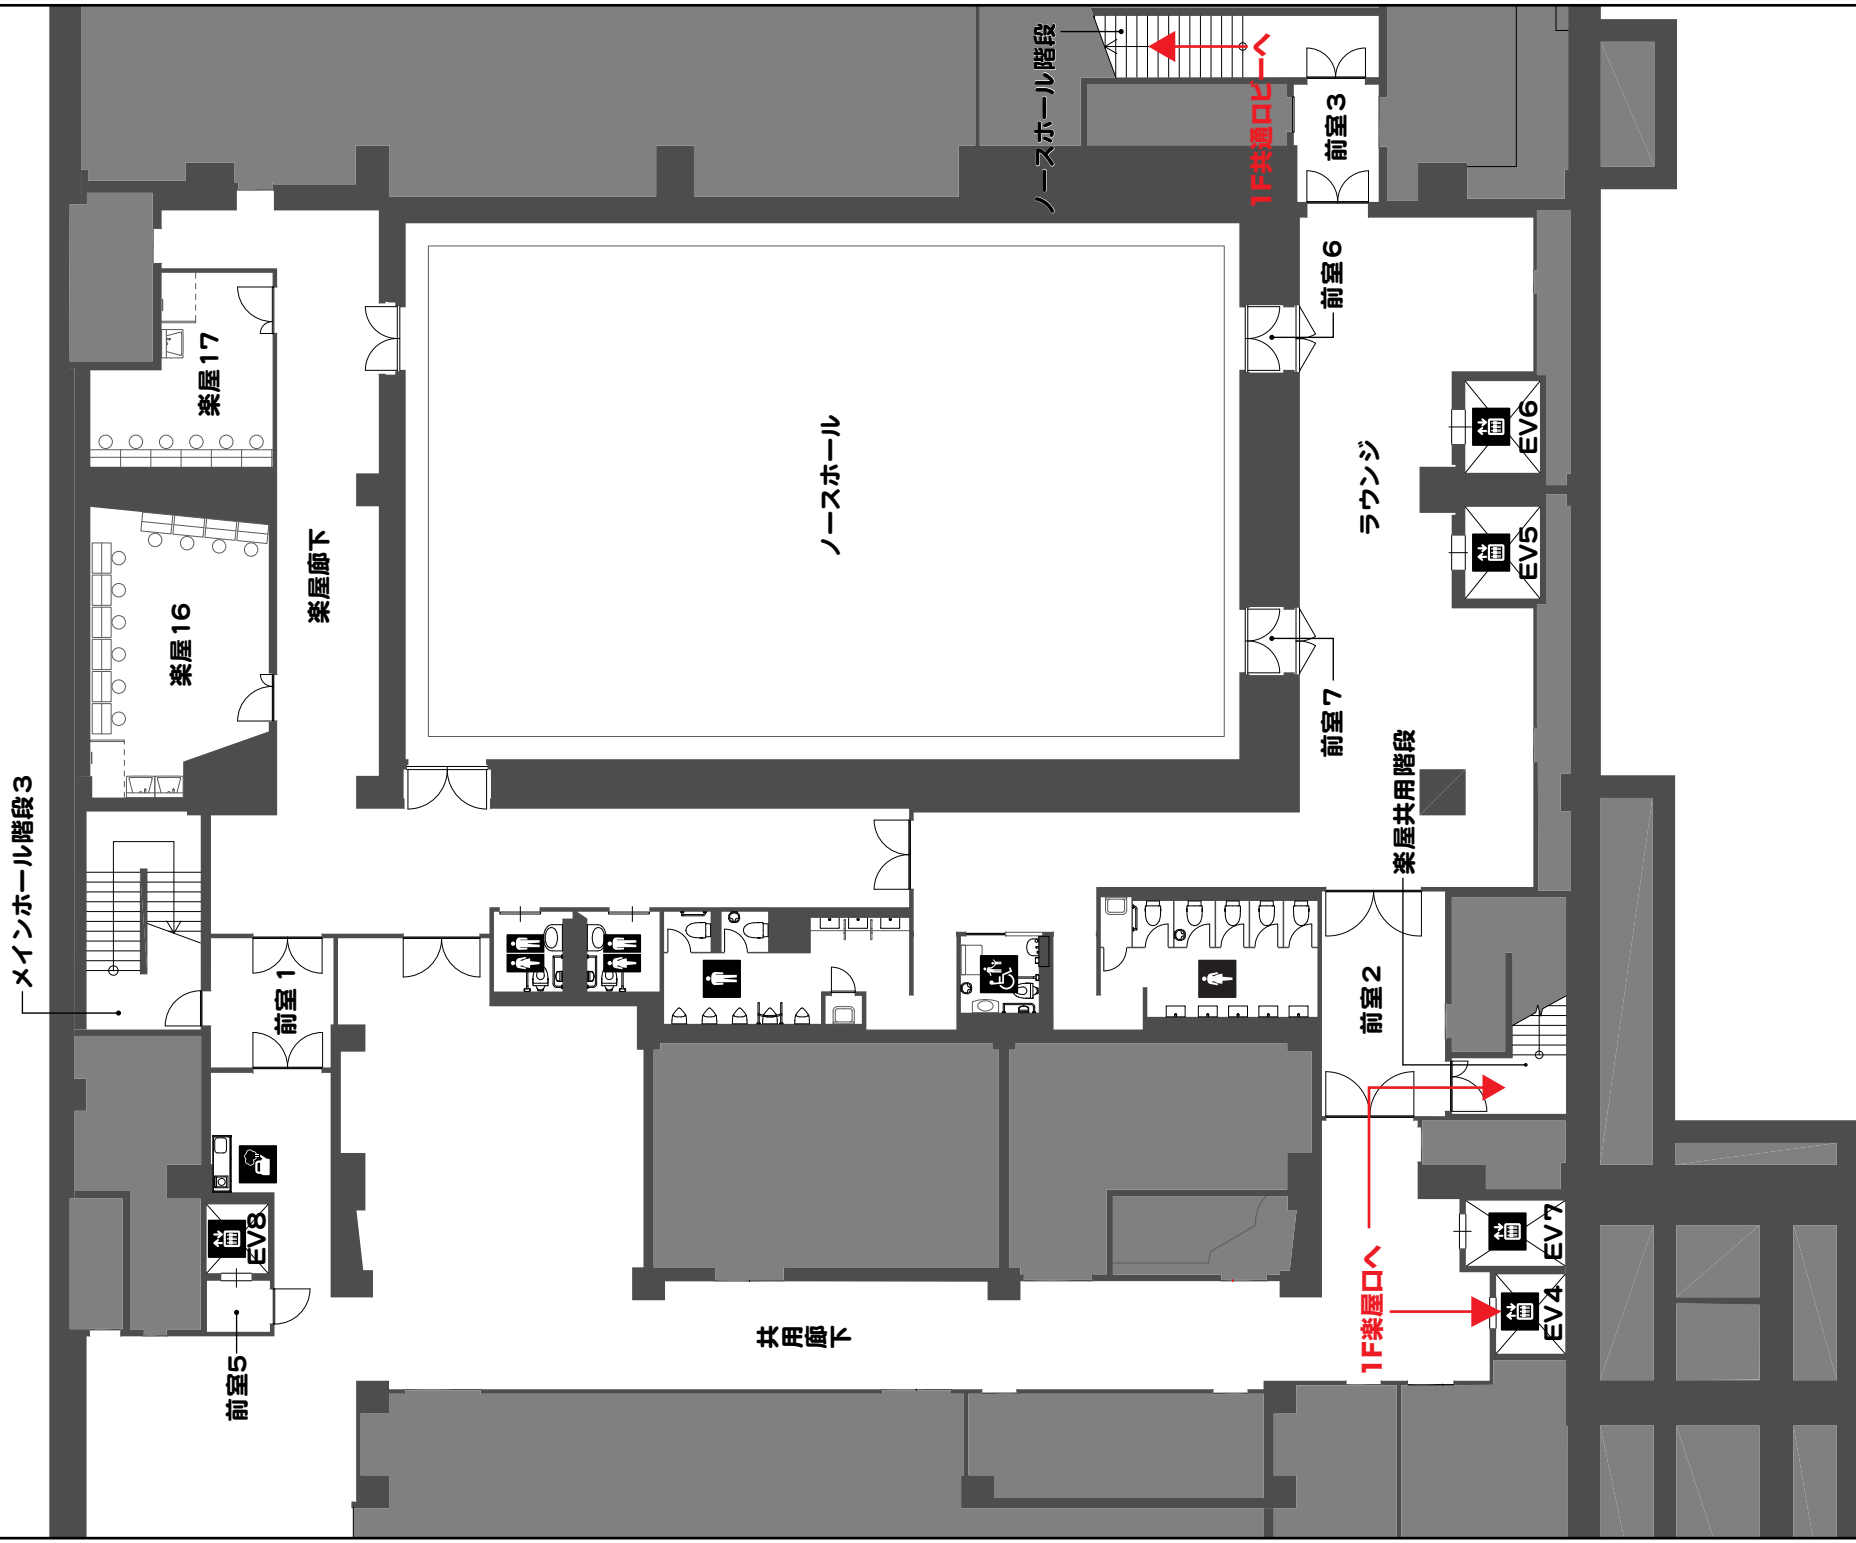 メインホール階段3
前室1
EV8
前室5
楽屋16
楽屋17
楽屋廊下
共用廊下
ノースホール
ノースホール階段
1F共通ロビーへ
前室3
前室6
前室7
ラウンジ
楽屋共用階段
前室2
1F楽屋口へ
EV6
EV5
EV7
EV4